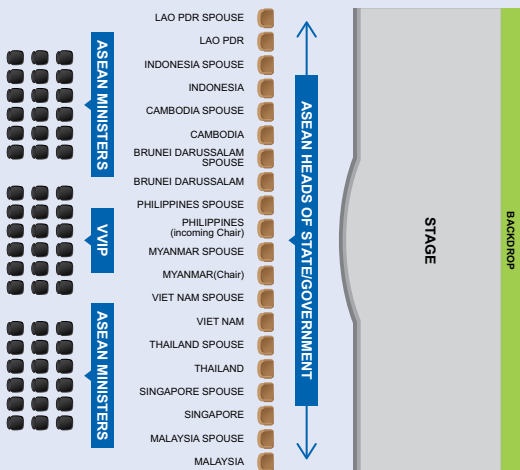 LAO PDR SPOUSE
LAO PDR
INDONESIA SPOUSE
INDONESIA
CAMBODIA SPOUSE
CAMBODIA
BRUNEI DARUSSALAM
SPOUSE
BRUNEI DARUSSALAM
PHILIPPINES SPOUSE
PHILIPPINES
(incoming Chair)
MYANMAR SPOUSE
MYANMAR(Chair)
VIET NAM SPOUSE
VIET NAM
THAILAND SPOUSE
THAILAND
SINGAPORE SPOUSE
SINGAPORE
MALAYSIA SPOUSE
MALAYSIA
ASEAN MINISTERS
VVIP
ASEAN MINISTERS
ASEAN HEADS OF STATE/GOVERNMENT
STAGE
BACKDROP